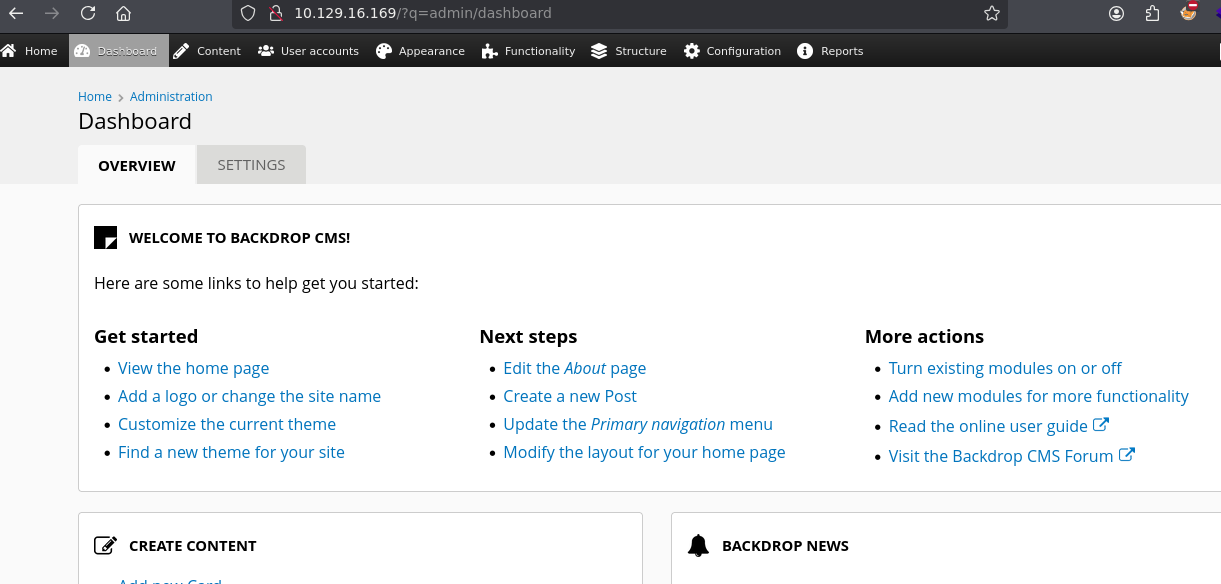 10.129.16.169/?q=admin/dashboard
Home Dashboard Content User accounts Appearance Functionality Structure Configuration Reports
Home > Administration
Dashboard
OVERVIEW SETTINGS
WELCOME TO BACKDROP CMS!
Here are some links to help get you started:
Get started
View the home page
Add a logo or change the site name
Customize the current theme
Find a new theme for your site
Next steps
Edit the About page
Create a new Post
Update the Primary navigation menu
Modify the layout for your home page
More actions
Turn existing modules on or off
Add new modules for more functionality
Read the online user guide
Visit the Backdrop CMS Forum
CREATE CONTENT
Add new Card
BACKDROP NEWS